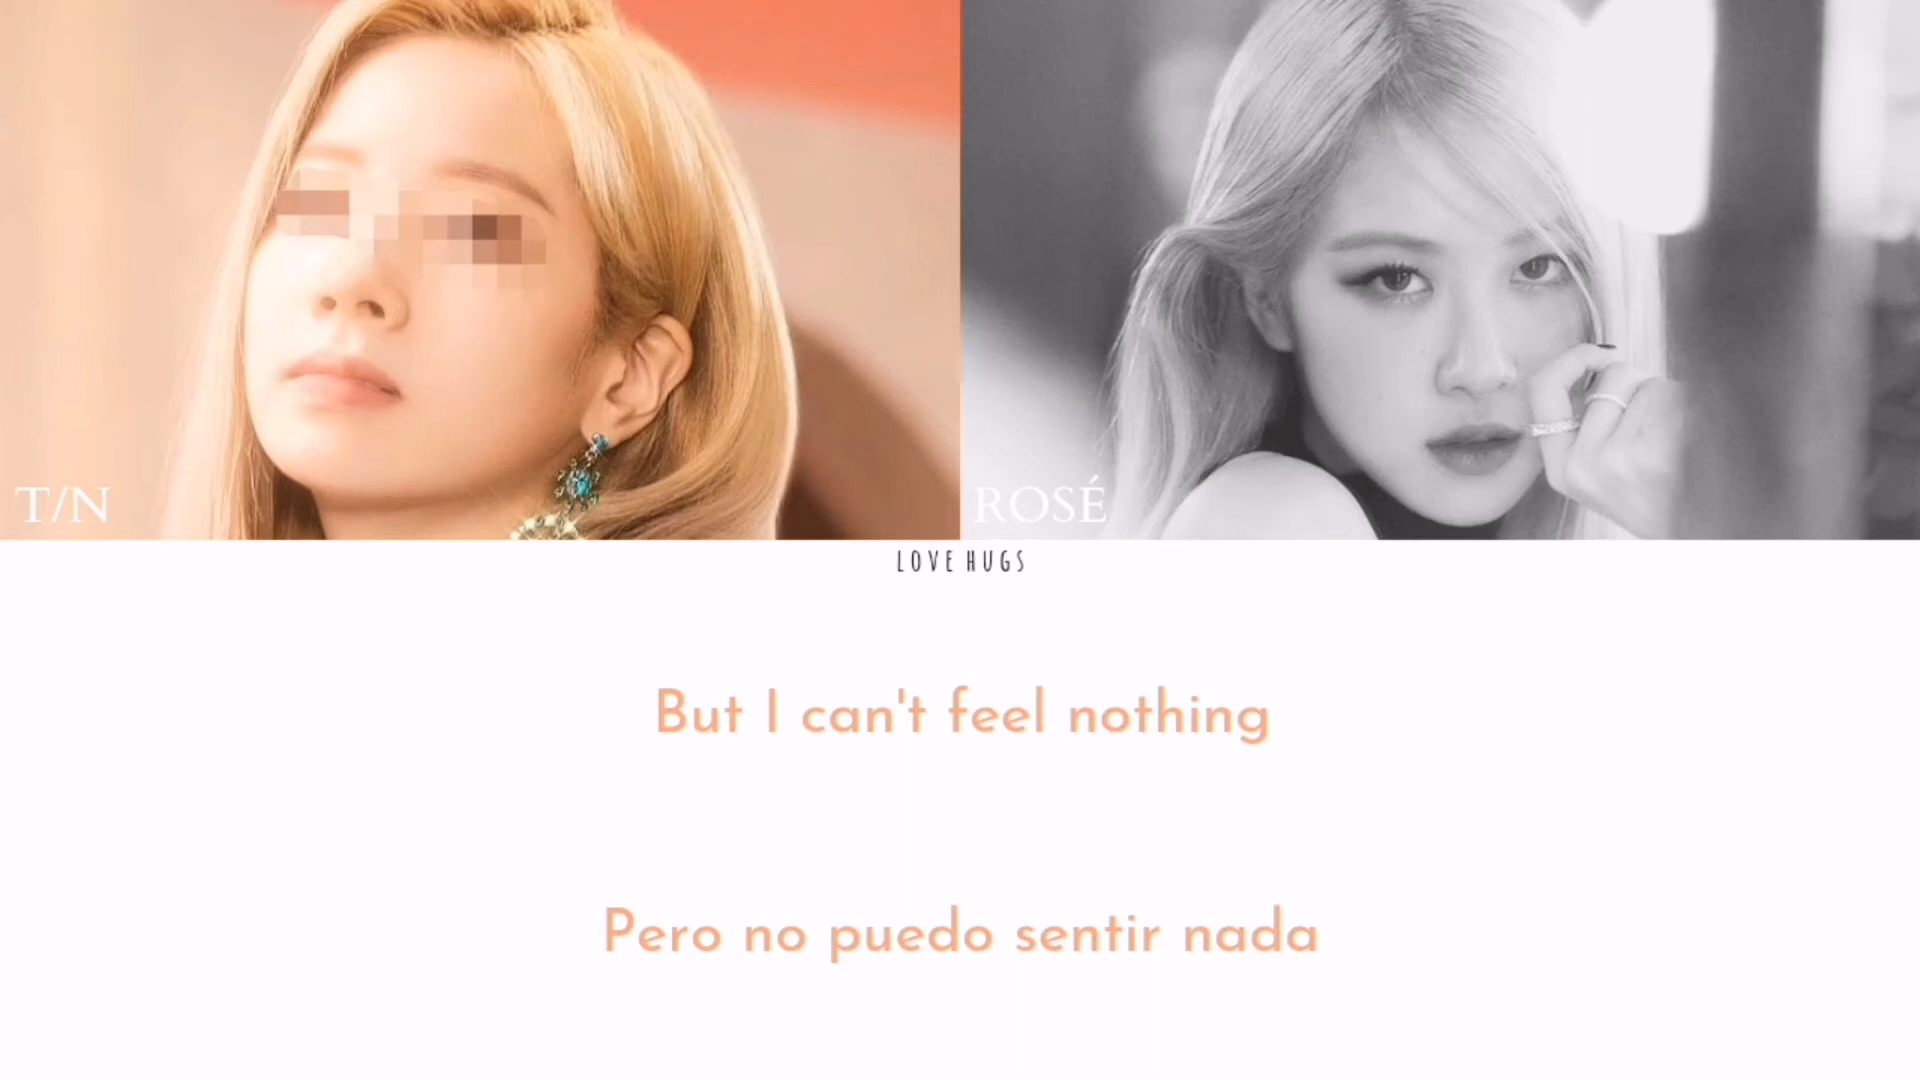 T/N
ROSÉ
LOVE HUGS
But I can't feel nothing
Pero no puedo sentir nada